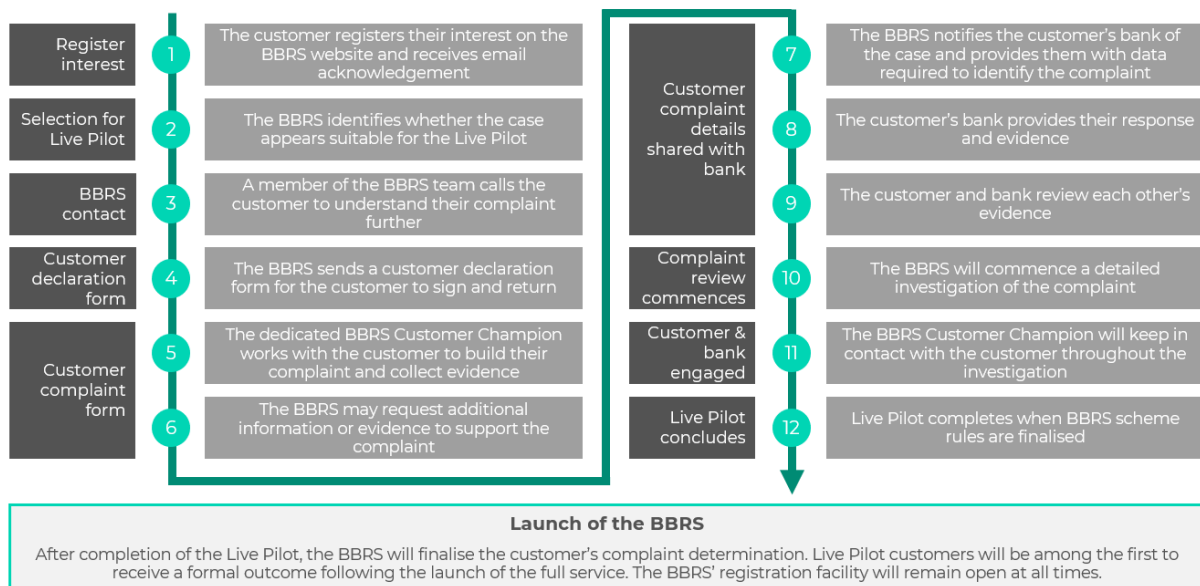 Register
interest
1
The customer registers their interest on the
BBRS website and receives email
acknowledgement
Selection for
Live Pilot
2
The BBRS identifies whether the case
appears suitable for the Live Pilot
BBRS
contact
3
A member of the BBRS team calls the
customer to understand their complaint
further
Customer
declaration
form
4
The BBRS sends a customer declaration
form for the customer to sign and return
Customer
complaint
form
5
The dedicated BBRS Customer Champion
works with the customer to build their
complaint and collect evidence
6
The BBRS may request additional
information or evidence to support the
complaint
Customer
complaint
details
shared with
bank
7
The BBRS notifies the customer’s bank of
the case and provides them with data
required to identify the complaint
8
The customer’s bank provides their response
and evidence
9
The customer and bank review each other’s
evidence
Complaint
review
commences
10
The BBRS will commence a detailed
investigation of the complaint
Customer &
bank
engaged
11
The BBRS Customer Champion will keep in
contact with the customer throughout the
investigation
Live Pilot
concludes
12
Live Pilot completes when BBRS scheme
rules are finalised
Launch of the BBRS
After completion of the Live Pilot, the BBRS will finalise the customer’s complaint determination. Live Pilot customers will be among the first to
receive a formal outcome following the launch of the full service. The BBRS’ registration facility will remain open at all times.